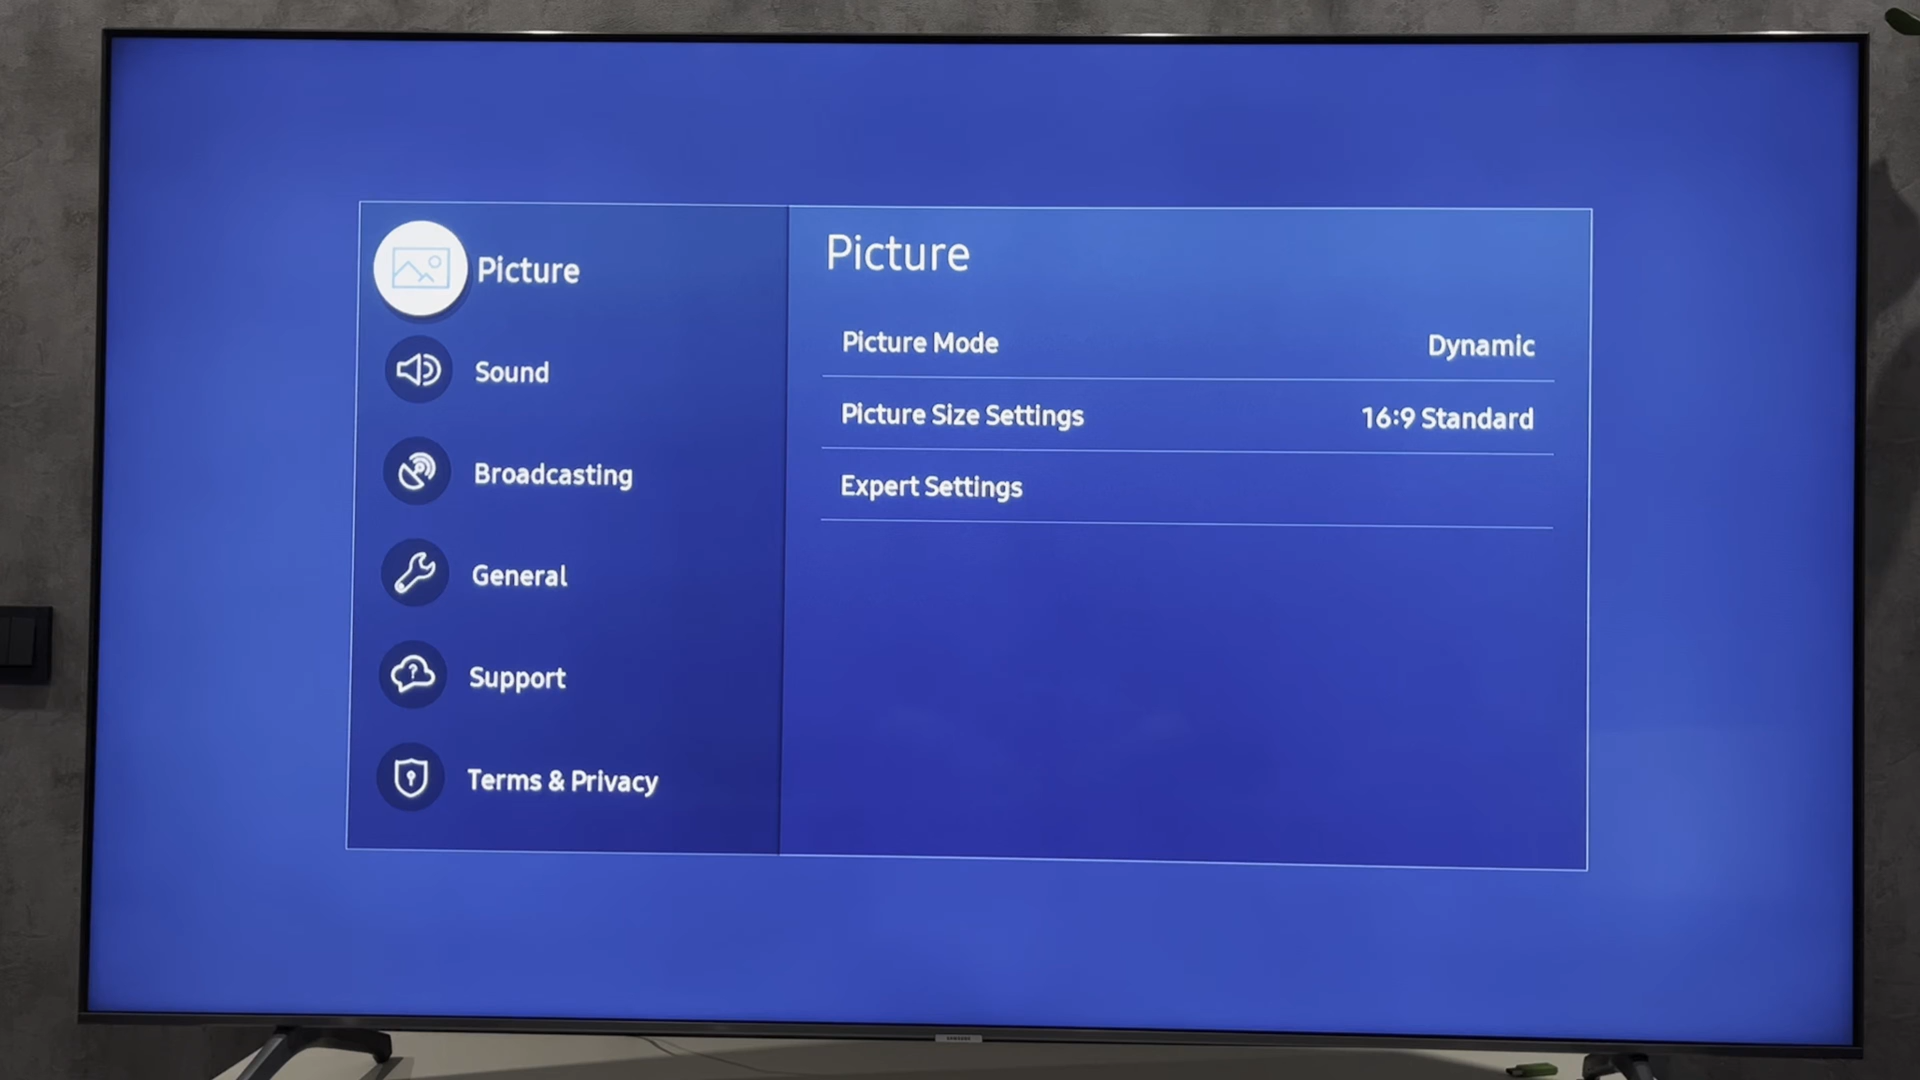 Picture
Sound
Broadcasting
General
Support
Terms & Privacy
Picture
Picture Mode Dynamic
Picture Size Settings 16:9 Standard
Expert Settings
SAMSUNG